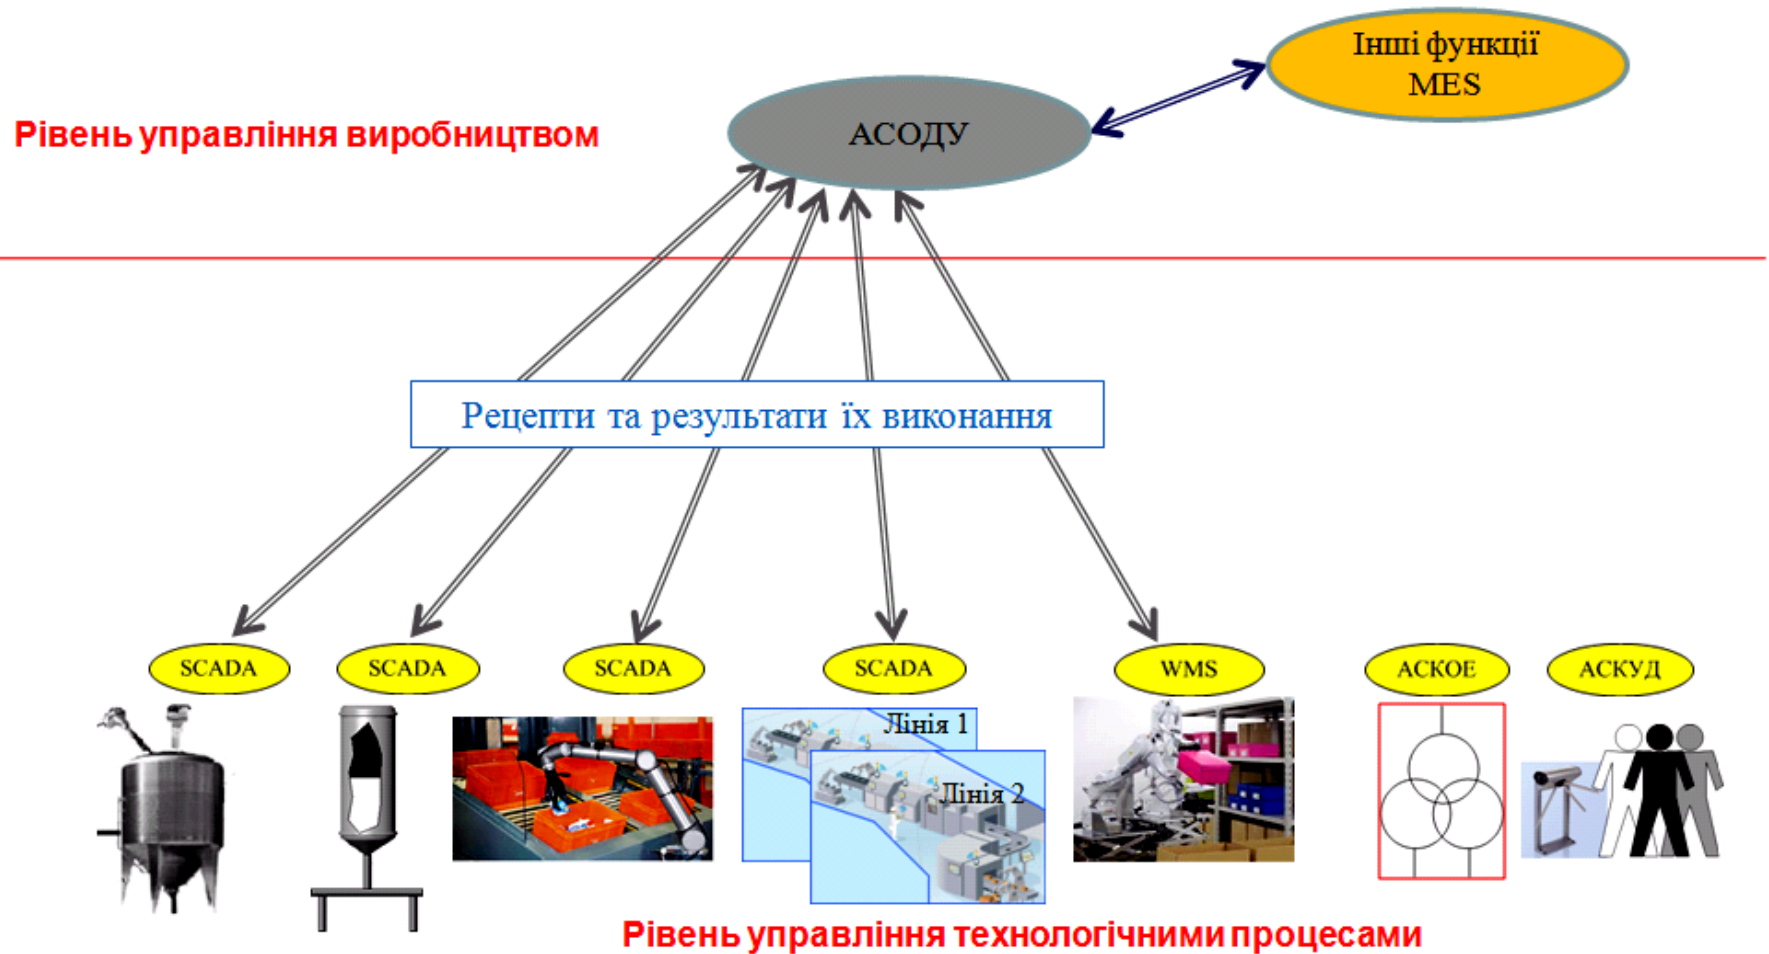 Інші функції
MES
Рівень управління виробництвом
АСОДУ
Рецепти та результати їх виконання
SCADA
SCADA
SCADA
SCADA
WMS
АСКОЕ
АСКУД
Лінія 1
Лінія 2
Рівень управління технологічними процесами